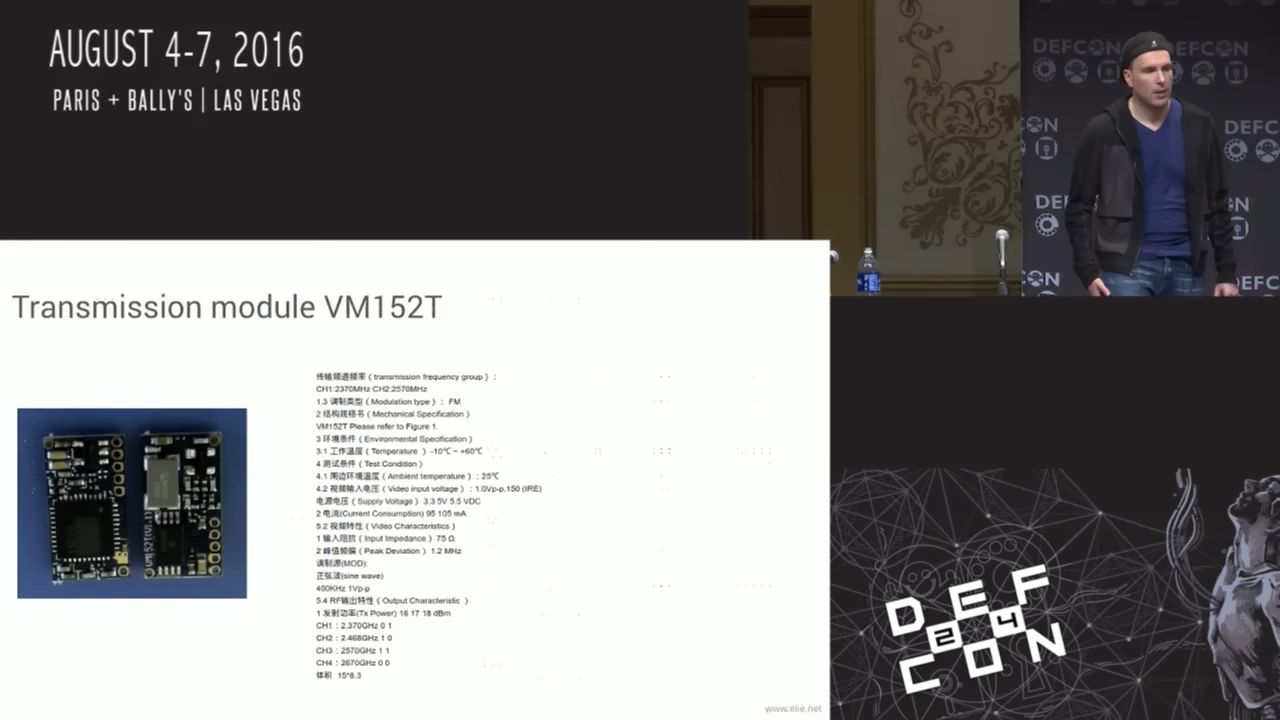 AUGUST 4-7, 2016
PARIS + BALLY'S | LAS VEGAS
DEFCON DEFCON
CON DEFC
DE N
CON DEFC
Transmission module VM152T
传输频道频率 ( transmission frequency group ) :
CH1:2370MHz CH2:2570MHz
1.3 调制类型 ( Modulation type ) : FM
2 结构规格书 ( Mechanical Specification )
VM152T Please refer to Figure 1.
3 环境条件 ( Environmental Specification )
3.1 工作温度 ( Temperature ) -10℃ ~ +60℃
4 测试条件 ( Test Condition )
4.1 周边环境温度 ( Ambient temperature ) : 25℃
4.2 视频输入电压 ( Video input voltage ) : 1.0Vp-p,150 (IRE)
电源电压 ( Supply Voltage ) 3.3 5V 5.5 VDC
2 电流(Current Consumption) 95 105 mA
5.2 视频特性 ( Video Characteristics )
1 输入阻抗 ( Input Impedance ) 75 Ω
2 峰值频偏 ( Peak Deviation ) 1.2 MHz
调制源(MOD):
正弦波(sine wave)
400KHz 1Vp-p
5.4 RF输出特性 ( Output Characteristic )
1 发射功率(Tx Power) 16 17 18 dBm
CH1 : 2.370GHz 0 1
CH2 : 2.468GHz 1 0
CH3 : 2570GHz 1 1
CH4 : 2670GHz 0 0
体积 15*8.3
www.elie.net
DEF
24
CON